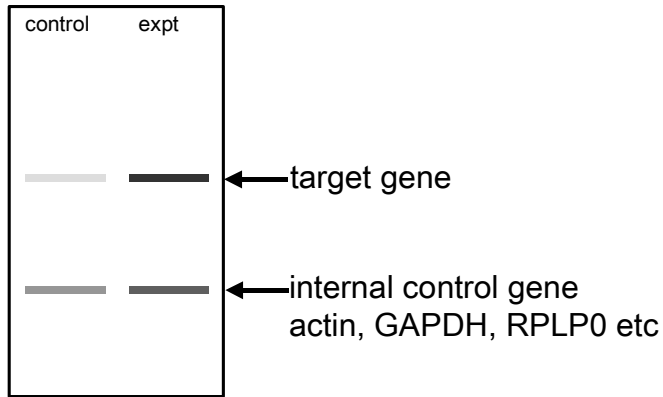 control expt
target gene
internal control gene
actin, GAPDH, RPLP0 etc